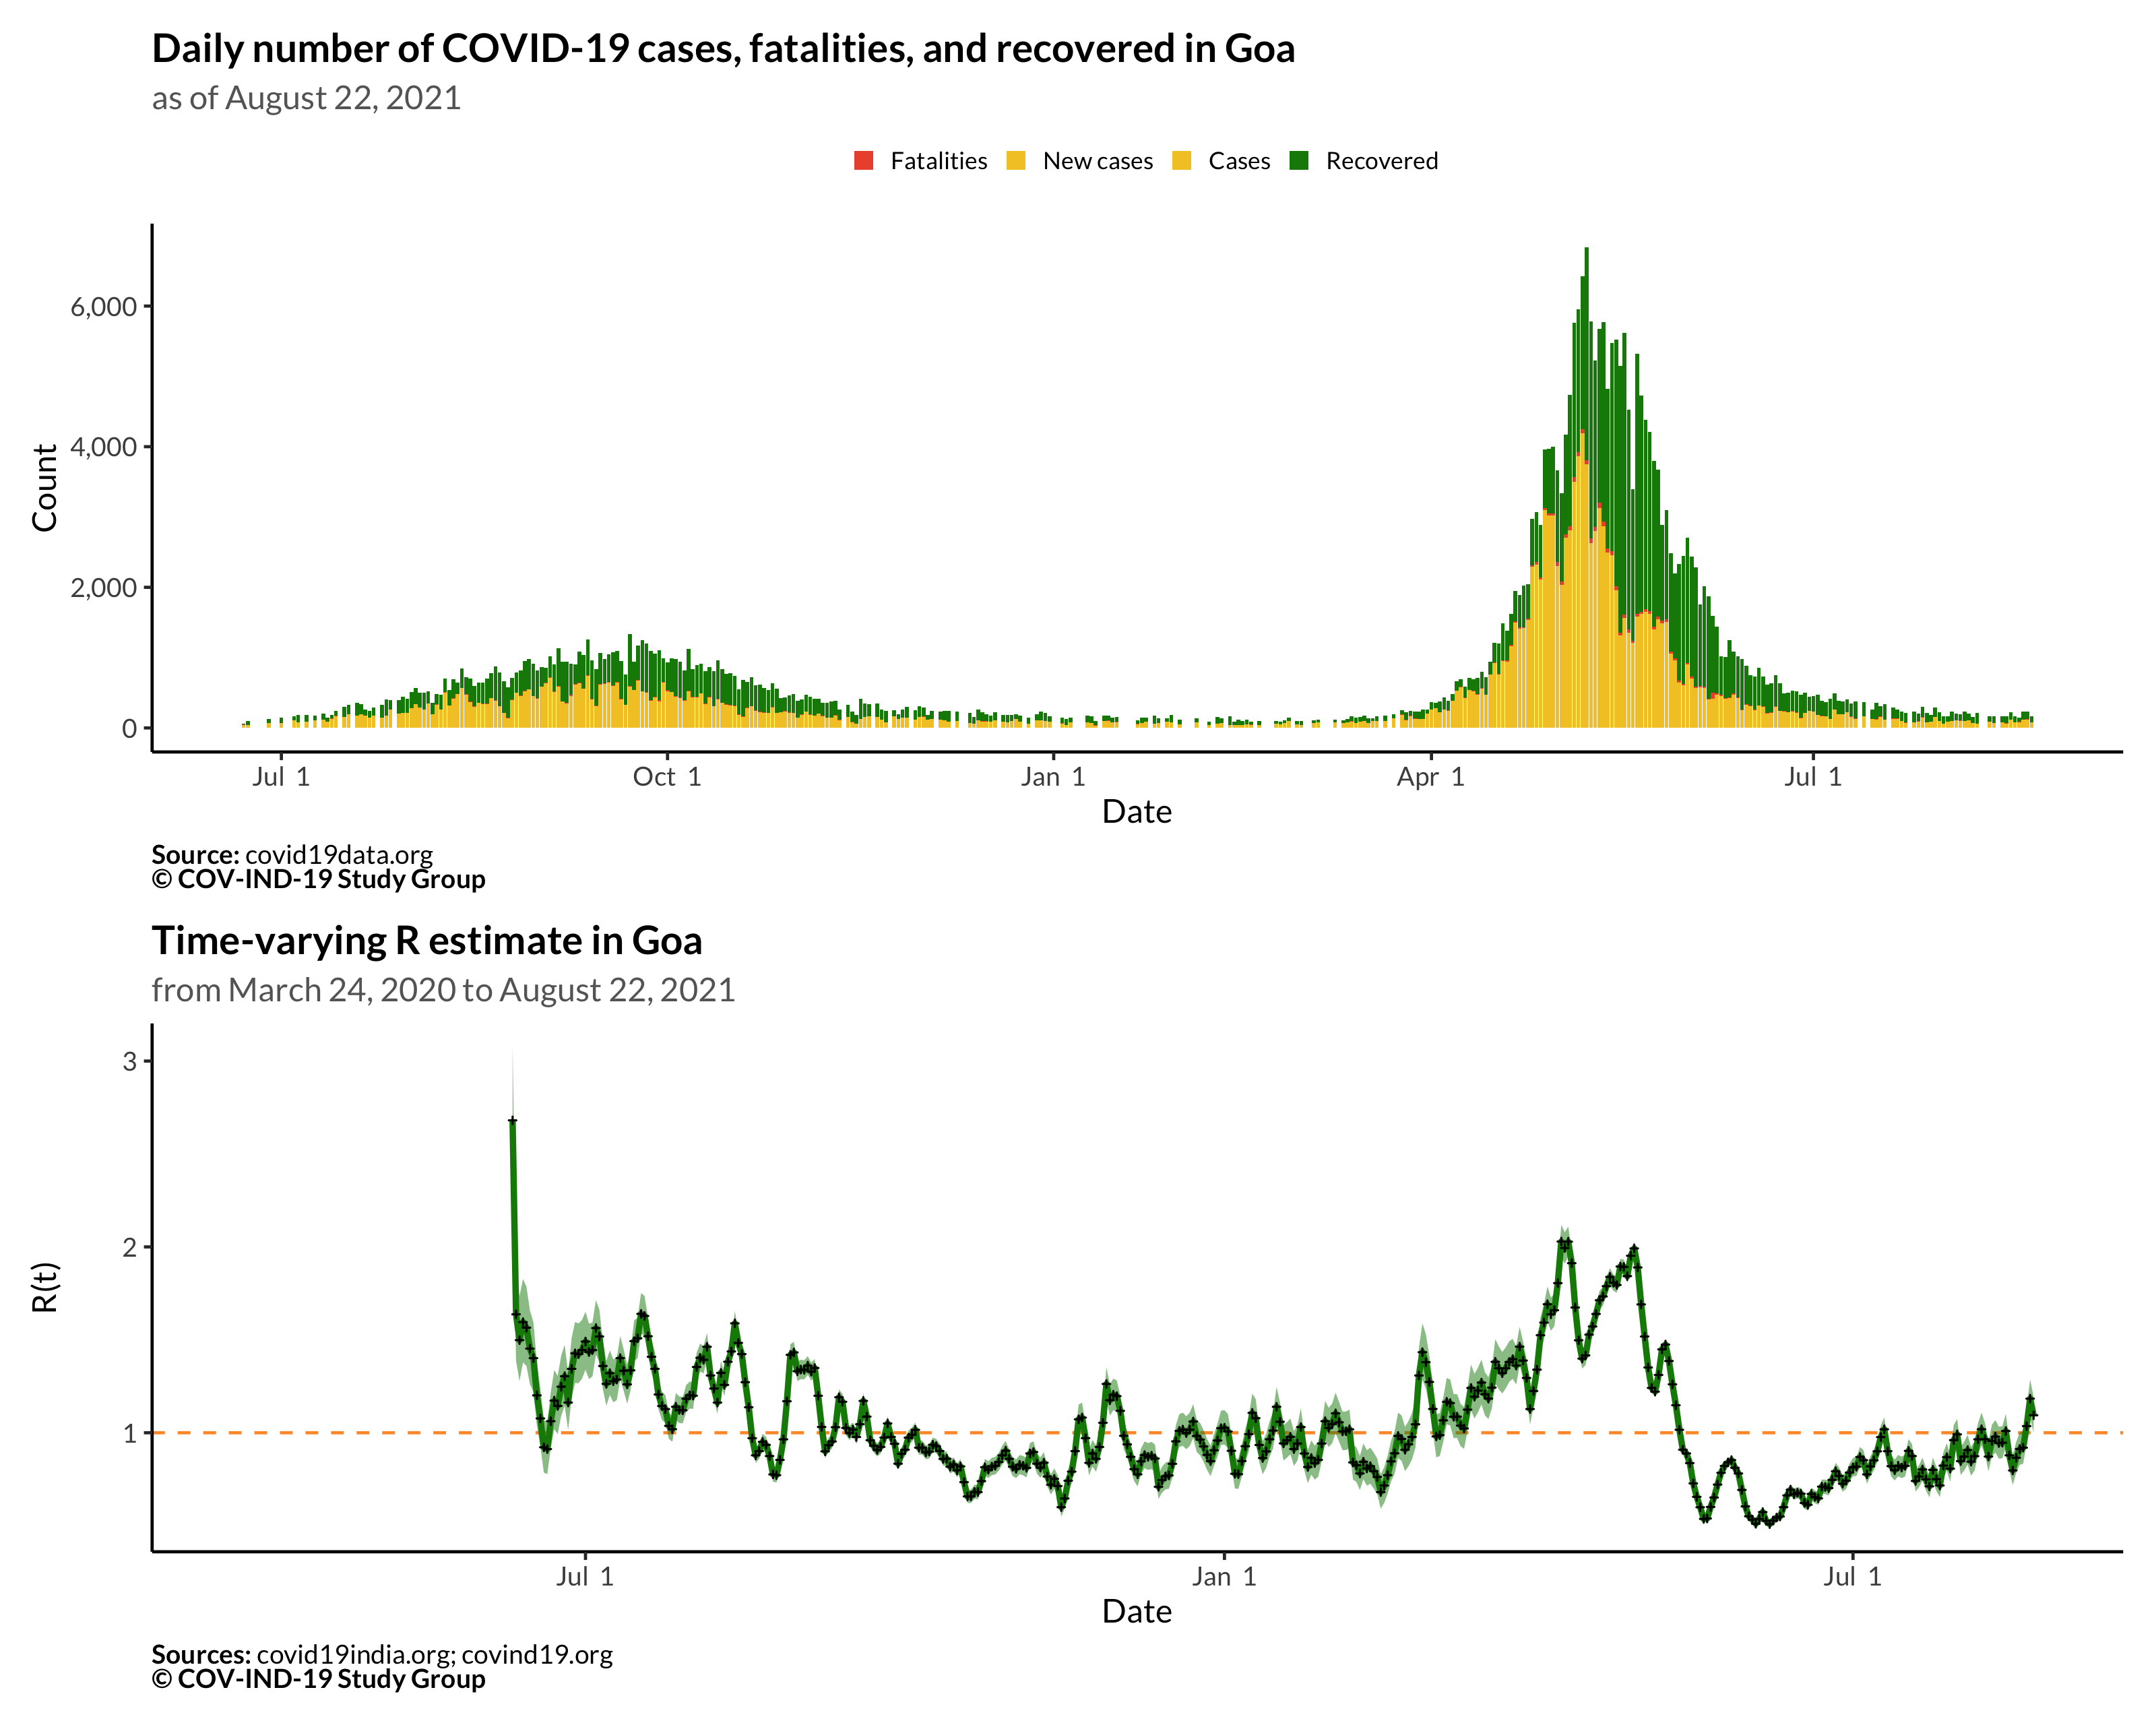 Daily number of COVID-19 cases, fatalities, and recovered in Goa
as of August 22, 2021
Fatalities New cases Cases Recovered
Count
6,000
4,000
2,000
0
Jul 1 Oct 1 Jan 1 Apr 1 Jul 1
Date
Source: covid19data.org
© COV-IND-19 Study Group
Time-varying R estimate in Goa
from March 24, 2020 to August 22, 2021
R(t)
3
2
1
Jul 1 Jan 1 Jul 1
Date
Sources: covid19india.org; covind19.org
© COV-IND-19 Study Group